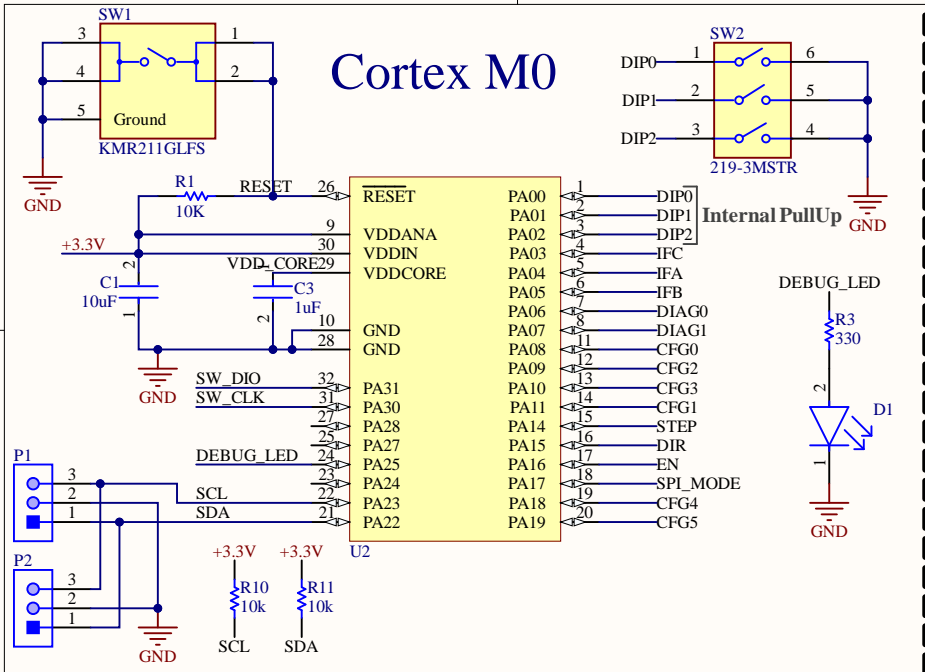 SW1
3
1
4
2
5
Ground
KMR211GLFS
GND
Cortex M0
SW2
DIP0
1
6
DIP1
2
5
DIP2
3
4
219-3MSTR
GND
R1
10K
RESET
+3.3V
C1
10uF
2
1
VDD_CORE
1
C3
1uF
2
GND
26
RESET
9
VDDANA
30
VDDIN
29
VDDCORE
10
GND
28
GND
SW_DIO
32
PA31
SW_CLK
31
PA30
27
PA28
25
PA27
DEBUG_LED
24
PA25
23
PA24
SCL
22
PA23
SDA
21
PA22
U2
PA00
1
DIP0
PA01
2
DIP1
PA02
3
DIP2
Internal PullUp
PA03
4
IFC
PA04
5
IFA
PA05
6
IFB
PA06
7
DIAG0
PA07
8
DIAG1
PA08
11
CFG0
PA09
12
CFG2
PA10
13
CFG3
PA11
14
CFG1
PA14
15
STEP
PA15
16
DIR
PA16
17
EN
PA17
18
SPI_MODE
PA18
19
CFG4
PA19
20
CFG5
DEBUG_LED
R3
330
2
D1
1
GND
P1
3
2
1
P2
3
2
1
GND
+3.3V
R10
10k
SCL
+3.3V
R11
10k
SDA